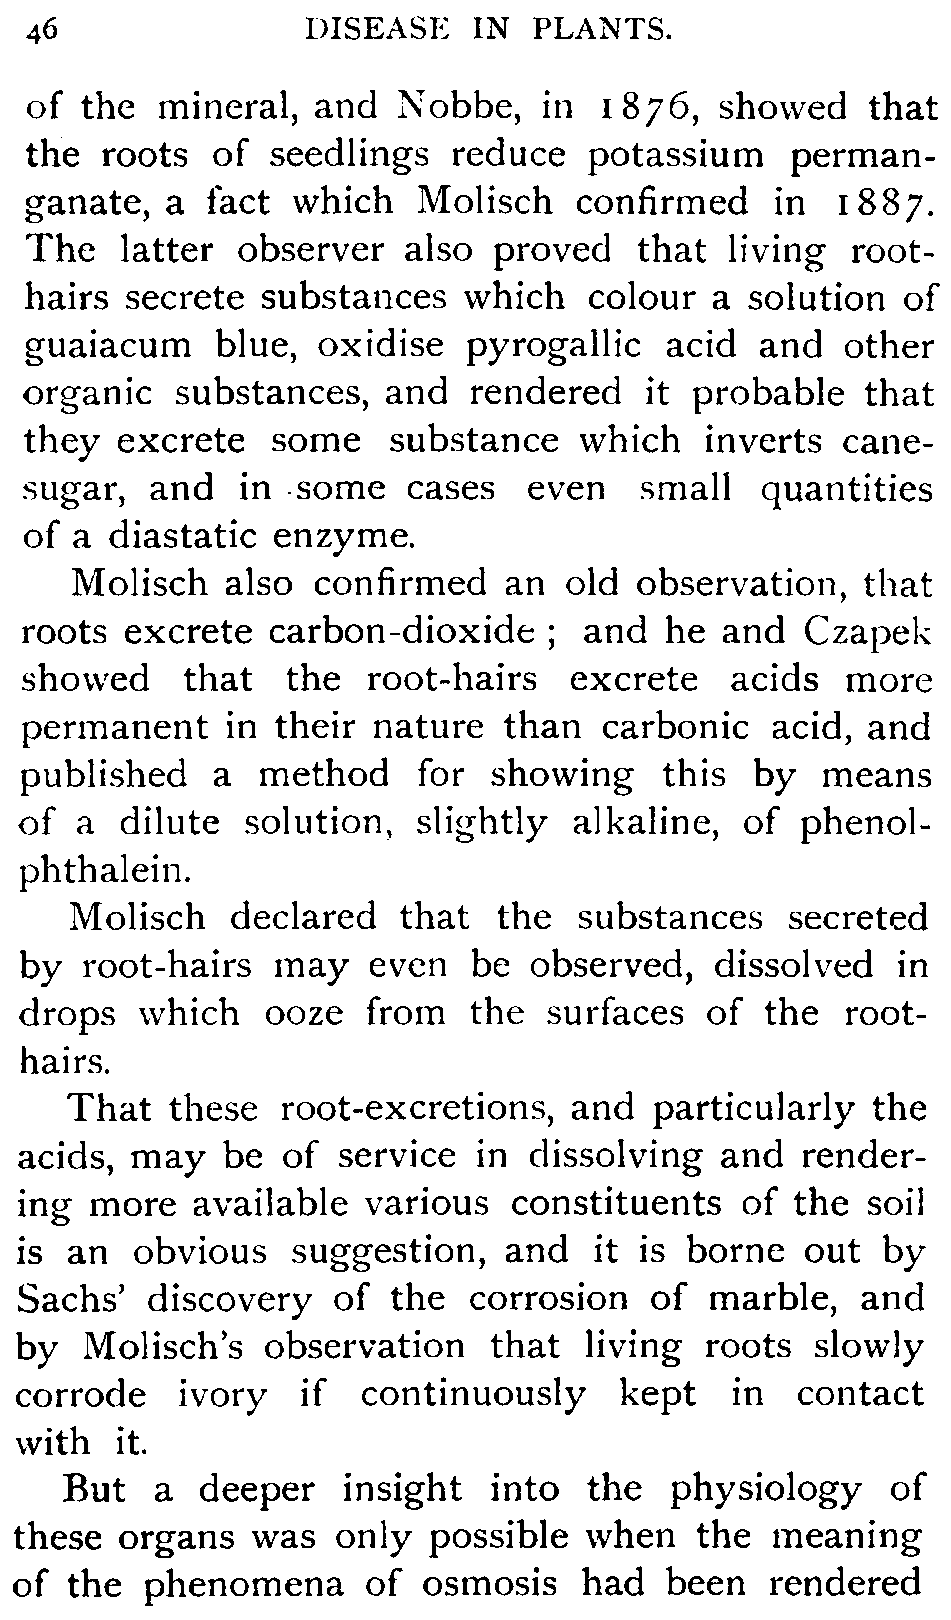 46 DISEASE IN PLANTS.
of the mineral, and Nobbe, in 1876, showed that
the roots of seedlings reduce potassium perman-
ganate, a fact which Molisch confirmed in 1887.
The latter observer also proved that living root-
hairs secrete substances which colour a solution of
guaiacum blue, oxidise pyrogallic acid and other
organic substances, and rendered it probable that
they excrete some substance which inverts cane-
sugar, and in some cases even small quantities
of a diastatic enzyme.
Molisch also confirmed an old observation, that
roots excrete carbon-dioxide ; and he and Czapek
showed that the root-hairs excrete acids more
permanent in their nature than carbonic acid, and
published a method for showing this by means
of a dilute solution, slightly alkaline, of phenol-
phthalein.
Molisch declared that the substances secreted
by root-hairs may even be observed, dissolved in
drops which ooze from the surfaces of the root-
hairs.
That these root-excretions, and particularly the
acids, may be of service in dissolving and render-
ing more available various constituents of the soil
is an obvious suggestion, and it is borne out by
Sachs' discovery of the corrosion of marble, and
by Molisch's observation that living roots slowly
corrode ivory if continuously kept in contact
with it.
But a deeper insight into the physiology of
these organs was only possible when the meaning
of the phenomena of osmosis had been rendered